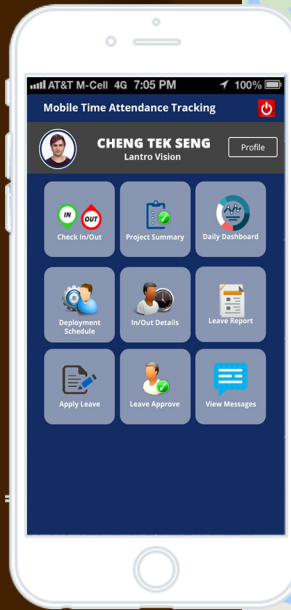 AT&T M-Cell 4G 7:05 PM 100%
Mobile Time Attendance Tracking
CHENG TEK SENG
Lantro Vision
Profile
IN OUT
Check In/Out
Project Summary
Daily Dashboard
Deployment
Schedule
In/Out Details
Leave Report
Apply Leave
Leave Approve
View Messages